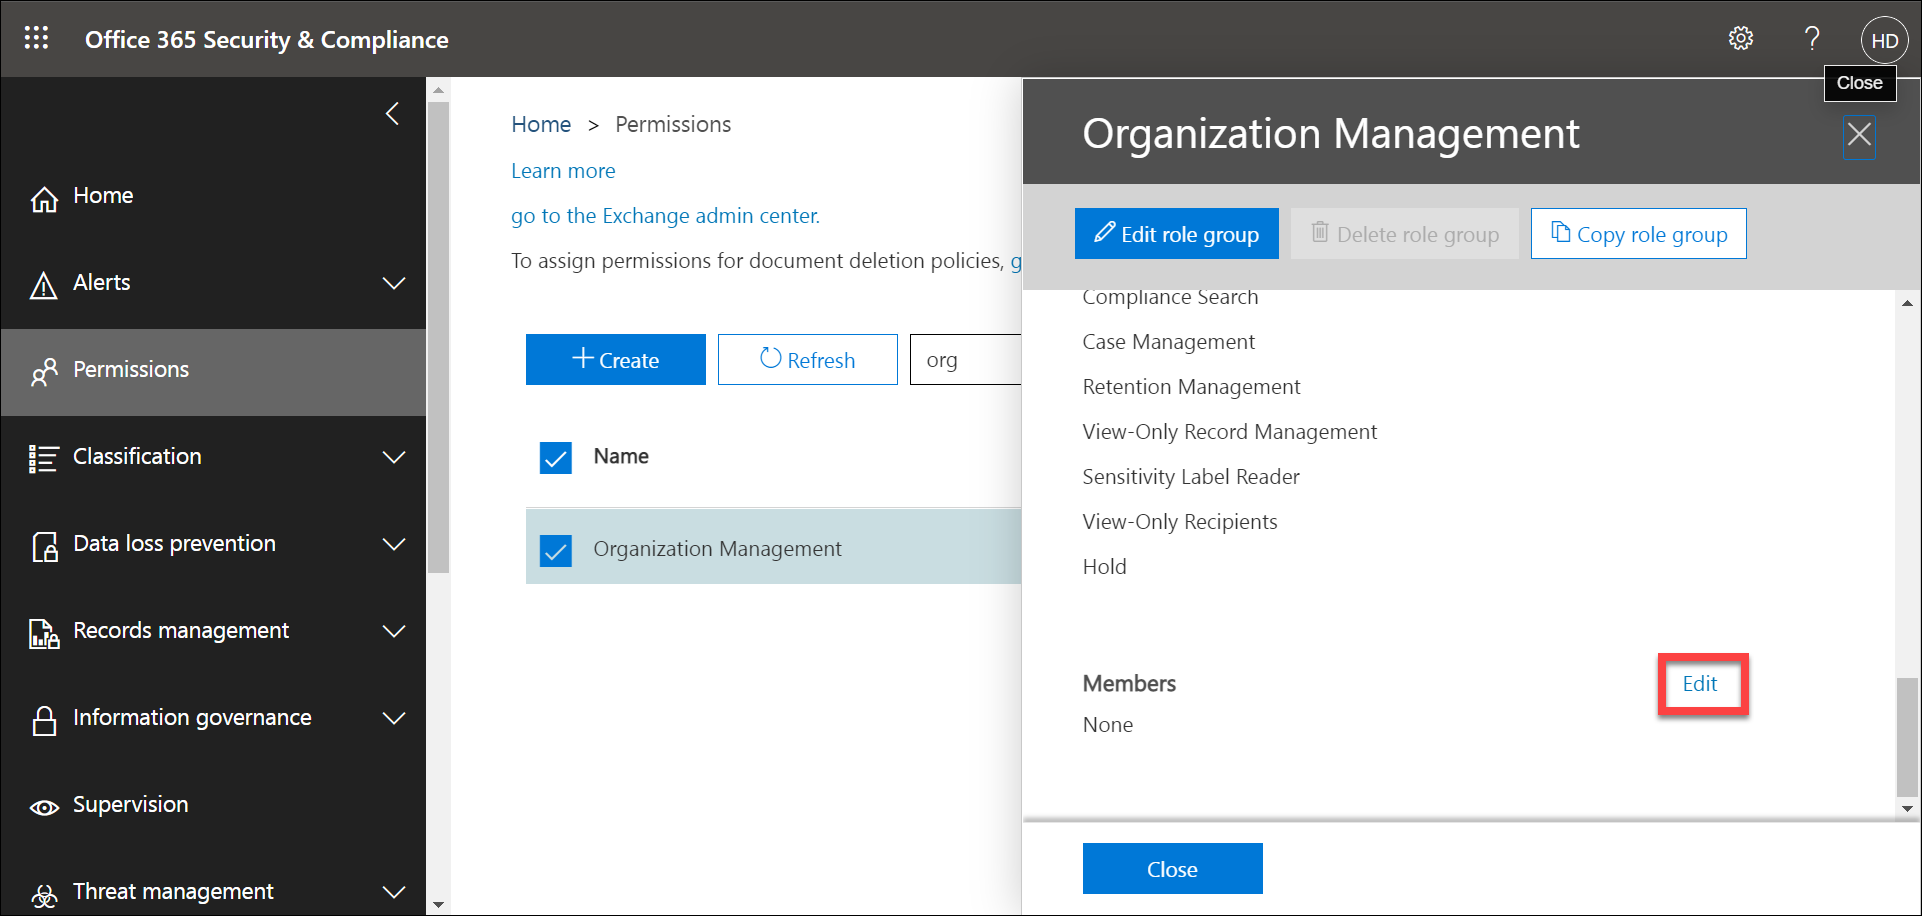 Office 365 Security & Compliance
?
HD
Close
Home
Alerts
Permissions
Classification
Data loss prevention
Records management
Information governance
Supervision
Threat management
Home > Permissions
Learn more
go to the Exchange admin center.
To assign permissions for document deletion policies, g
Create
Refresh
org
Name
Organization Management
Organization Management
Edit role group
Delete role group
Copy role group
Compliance Search
Case Management
Retention Management
View-Only Record Management
Sensitivity Label Reader
View-Only Recipients
Hold
Members
Edit
None
Close